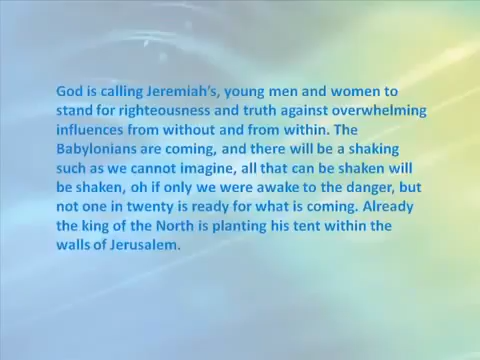 God is calling Jeremiah's, young men and women to
stand for righteousness and truth against overwhelming
influences from without and from within. The
Babylonians are coming, and there will be a shaking
such as we cannot imagine, all that can be shaken will
be shaken, oh if only we were awake to the danger, but
not one in twenty is ready for what is coming. Already
the king of the North is planting his tent within the
walls of Jerusalem.